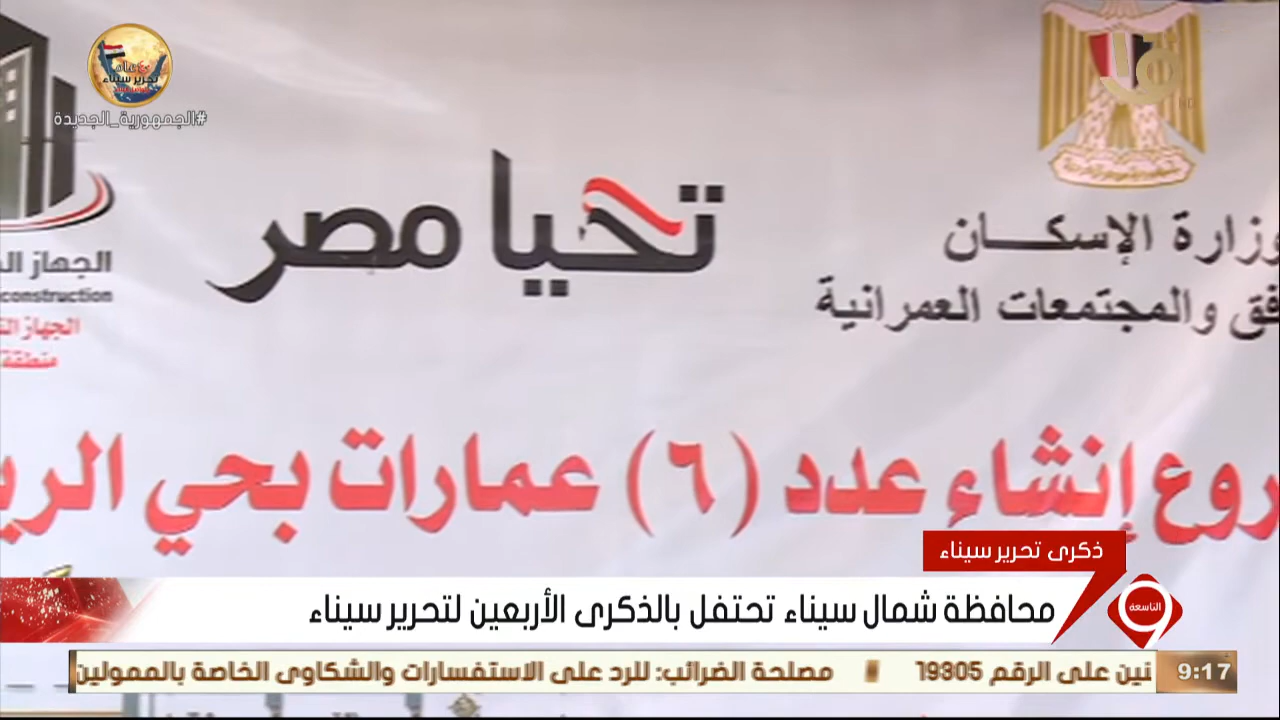 تحرير سيناء
#الجمهورية_الجديدة
وزارة الإسكان
والمجتمعات العمرانية
تحيا مصر
الجهاز
construction
الجهاز
منطقة
إنشاء عدد (٦) عمارات بحي
ذكرى تحرير سيناء
التاسعة
محافظة شمال سيناء تحتفل بالذكرى الأربعين لتحرير سيناء
9:17
على الرقم 19305 مصلحة الضرائب: للرد على الاستفسارات والشكاوى الخاصة بالممولين